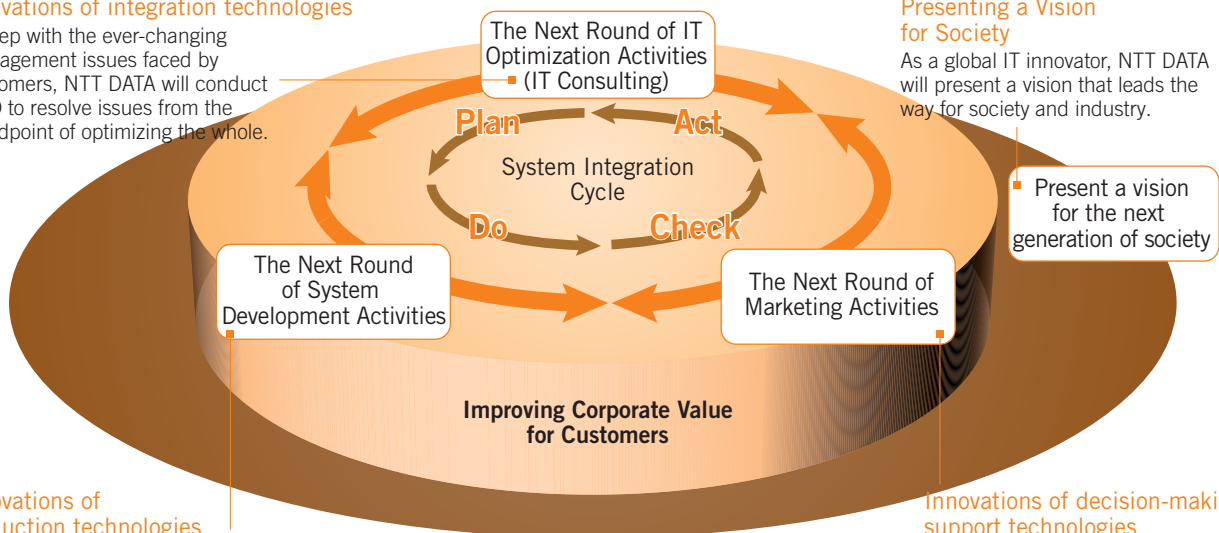 vations of integration technologies
ep with the ever-changing
agement issues faced by
omers, NTT DATA will conduct
to resolve issues from the
dpoint of optimizing the whole.
The Next Round of IT
Optimization Activities
(IT Consulting)
Presenting a Vision
for Society
As a global IT innovator, NTT DATA
will present a vision that leads the
way for society and industry.
Plan
Act
System Integration
Cycle
Do
Check
Present a vision
for the next
generation of society
The Next Round
of System
Development Activities
The Next Round of
Marketing Activities
Improving Corporate Value
for Customers
ovations of
uction technologies
Innovations of decision-maki
support technologies